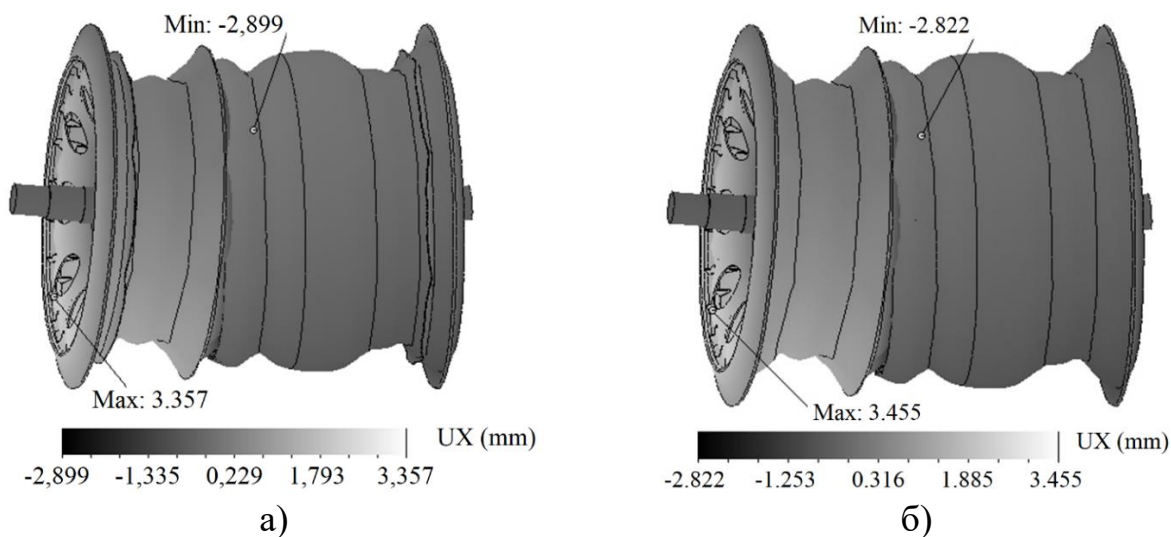 Min: -2,899
Max: 3.357
UX (mm)
-2,899 -1,335 0,229 1,793 3,357
а)
Min: -2.822
Max: 3.455
UX (mm)
-2.822 -1.253 0.316 1.885 3.455
б)